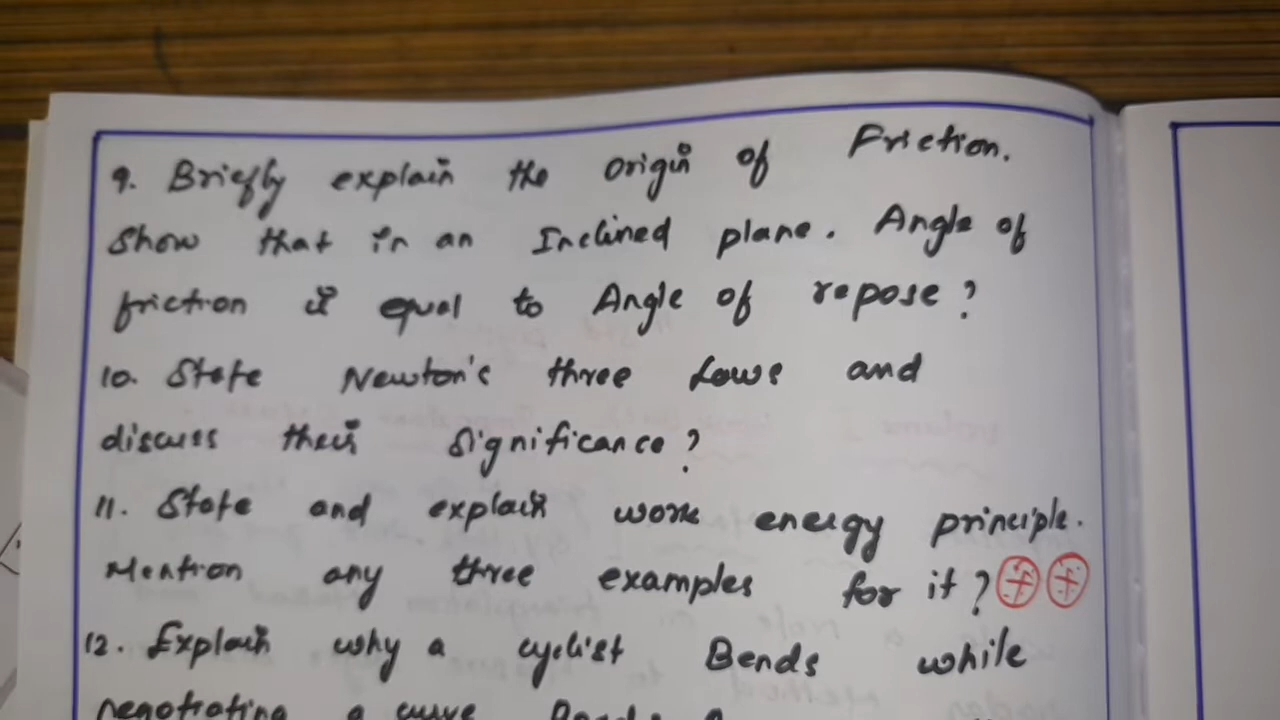 9. Briefly explain the origin of Friction.
Show that in an Inclined plane. Angle of
friction is equal to Angle of repose?
10. State Newton's three Laws and
discuss their significance?
11. State and explain work energy principle.
Mention any three examples for it?
12. Explain why a cyclist Bends while
negotiating a curve